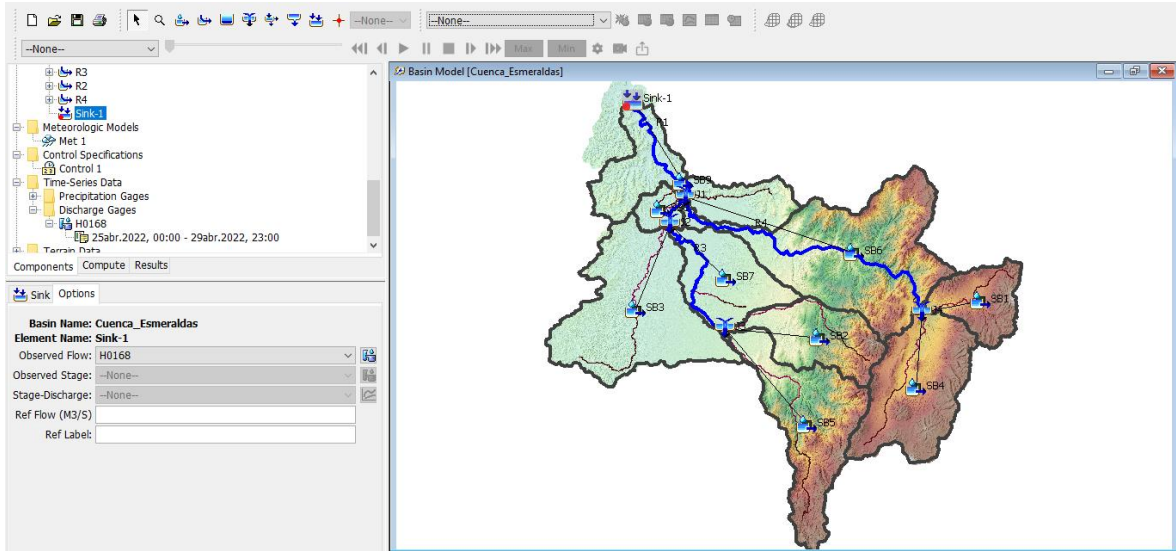 --None--
--None--
--None--
Max
Min
R3
R2
R4
Sink-1
Meteorologic Models
Met 1
Control Specifications
Control 1
Time-Series Data
Precipitation Gages
Discharge Gages
H0168
25abr.2022, 00:00 - 29abr.2022, 23:00
Terrain Data
Components Compute Results
Sink Options
Basin Name: Cuenca_Esmeraldas
Element Name: Sink-1
Observed Flow: H0168
Observed Stage: --None--
Stage-Discharge: --None--
Ref Flow (M3/S)
Ref Label:
Basin Model [Cuenca_Esmeraldas]
Sink-1
R1
SB9
J1
R4
SB6
R3
SB7
SB1
SB3
SB2
SB4
SB5